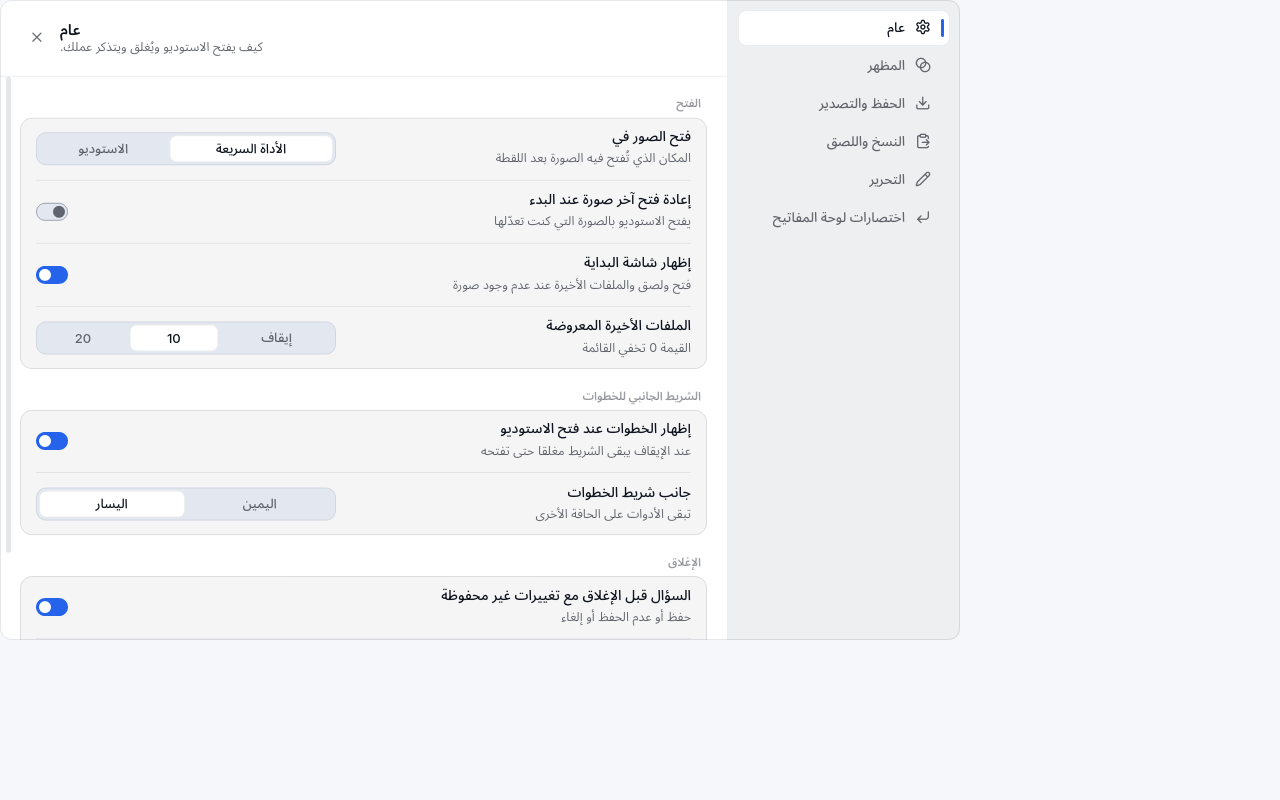 عام
المظهر
الحفظ والتصدير
النسخ واللصق
التحرير
اختصارات لوحة المفاتيح
عام
كيف يفتح الاستوديو ويُغلق ويتذكر عملك.
الفتح
فتح الصور في
المكان الذي تُفتح فيه الصورة بعد اللقطة
الأداة السريعة
الاستوديو
إعادة فتح آخر صورة عند البدء
يفتح الاستوديو بالصورة التي كنت تعدّلها
إظهار شاشة البداية
فتح ولصق والملفات الأخيرة عند عدم وجود صورة
الملفات الأخيرة المعروضة
القيمة 0 تخفي القائمة
إيقاف
10
20
الشريط الجانبي للخطوات
إظهار الخطوات عند فتح الاستوديو
عند الإيقاف يبقى الشريط مغلقا حتى تفتحه
جانب شريط الخطوات
تبقى الأدوات على الحافة الأخرى
اليمين
اليسار
الإغلاق
السؤال قبل الإغلاق مع تغييرات غير محفوظة
حفظ أو عدم الحفظ أو إلغاء